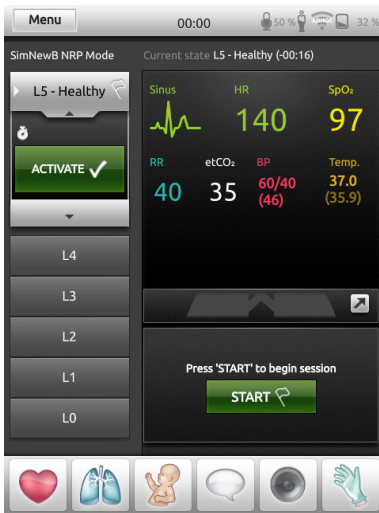 Menu
00:00
50 %
ADHOC
32 %
SimNewB NRP Mode
Current state L5 - Healthy (-00:16)
L5 - Healthy
ACTIVATE
L4
L3
L2
L1
L0
Sinus
HR
SpO₂
140
97
RR
etCO₂
BP
Temp.
40
35
60/40
(46)
37.0
(35.9)
Press 'START' to begin session
START